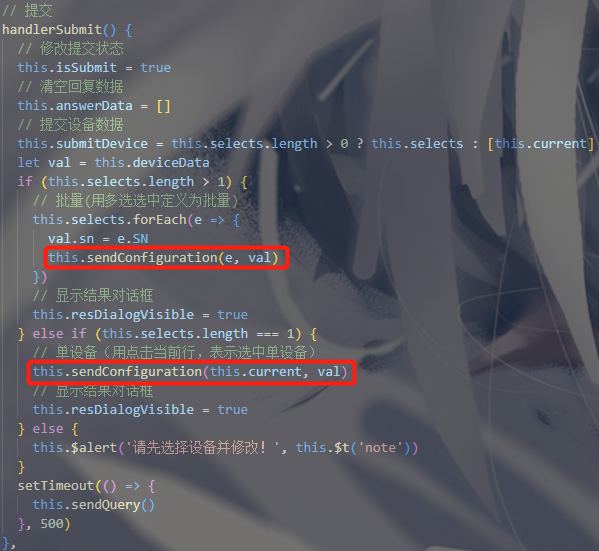 // 提交
handlerSubmit() {
// 修改提交状态
this.isSubmit = true
// 清空回复数据
this.answerData = []
// 提交设备数据
this.submitDevice = this.selects.length > 0 ? this.selects : [this.current]
let val = this.deviceData
if (this.selects.length > 1) {
// 批量(用多选选中定义为批量)
this.selects.forEach(e => {
val.sn = e.SN
this.sendConfiguration(e, val)
})
// 显示结果对话框
this.resDialogVisible = true
} else if (this.selects.length === 1) {
// 单设备（用点击当前行，表示选中单设备）
this.sendConfiguration(this.current, val)
// 显示结果对话框
this.resDialogVisible = true
} else {
this.$alert('请先选择设备并修改！', this.$t('note'))
}
setTimeout(() => {
this.sendQuery()
}, 500)
},